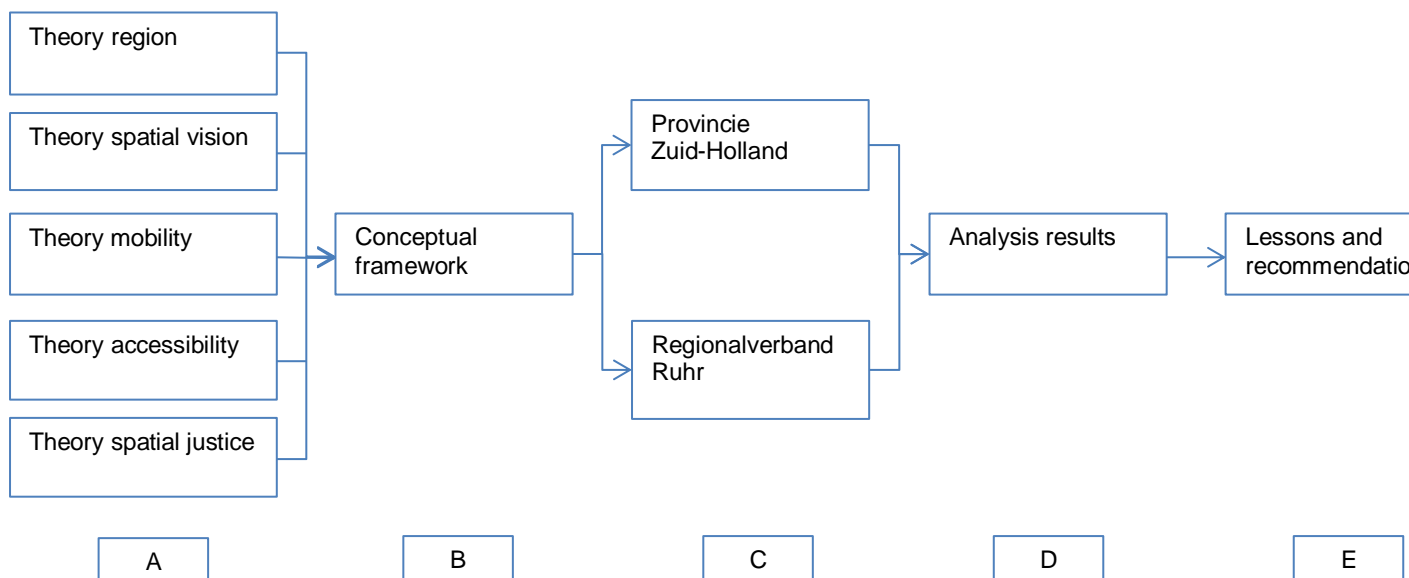 Theory region
Theory spatial vision
Theory mobility
Theory accessibility
Theory spatial justice
Conceptual
framework
Provincie
Zuid-Holland
Regionalverband
Ruhr
Analysis results
Lessons and
recommendatio
A
B
C
D
E